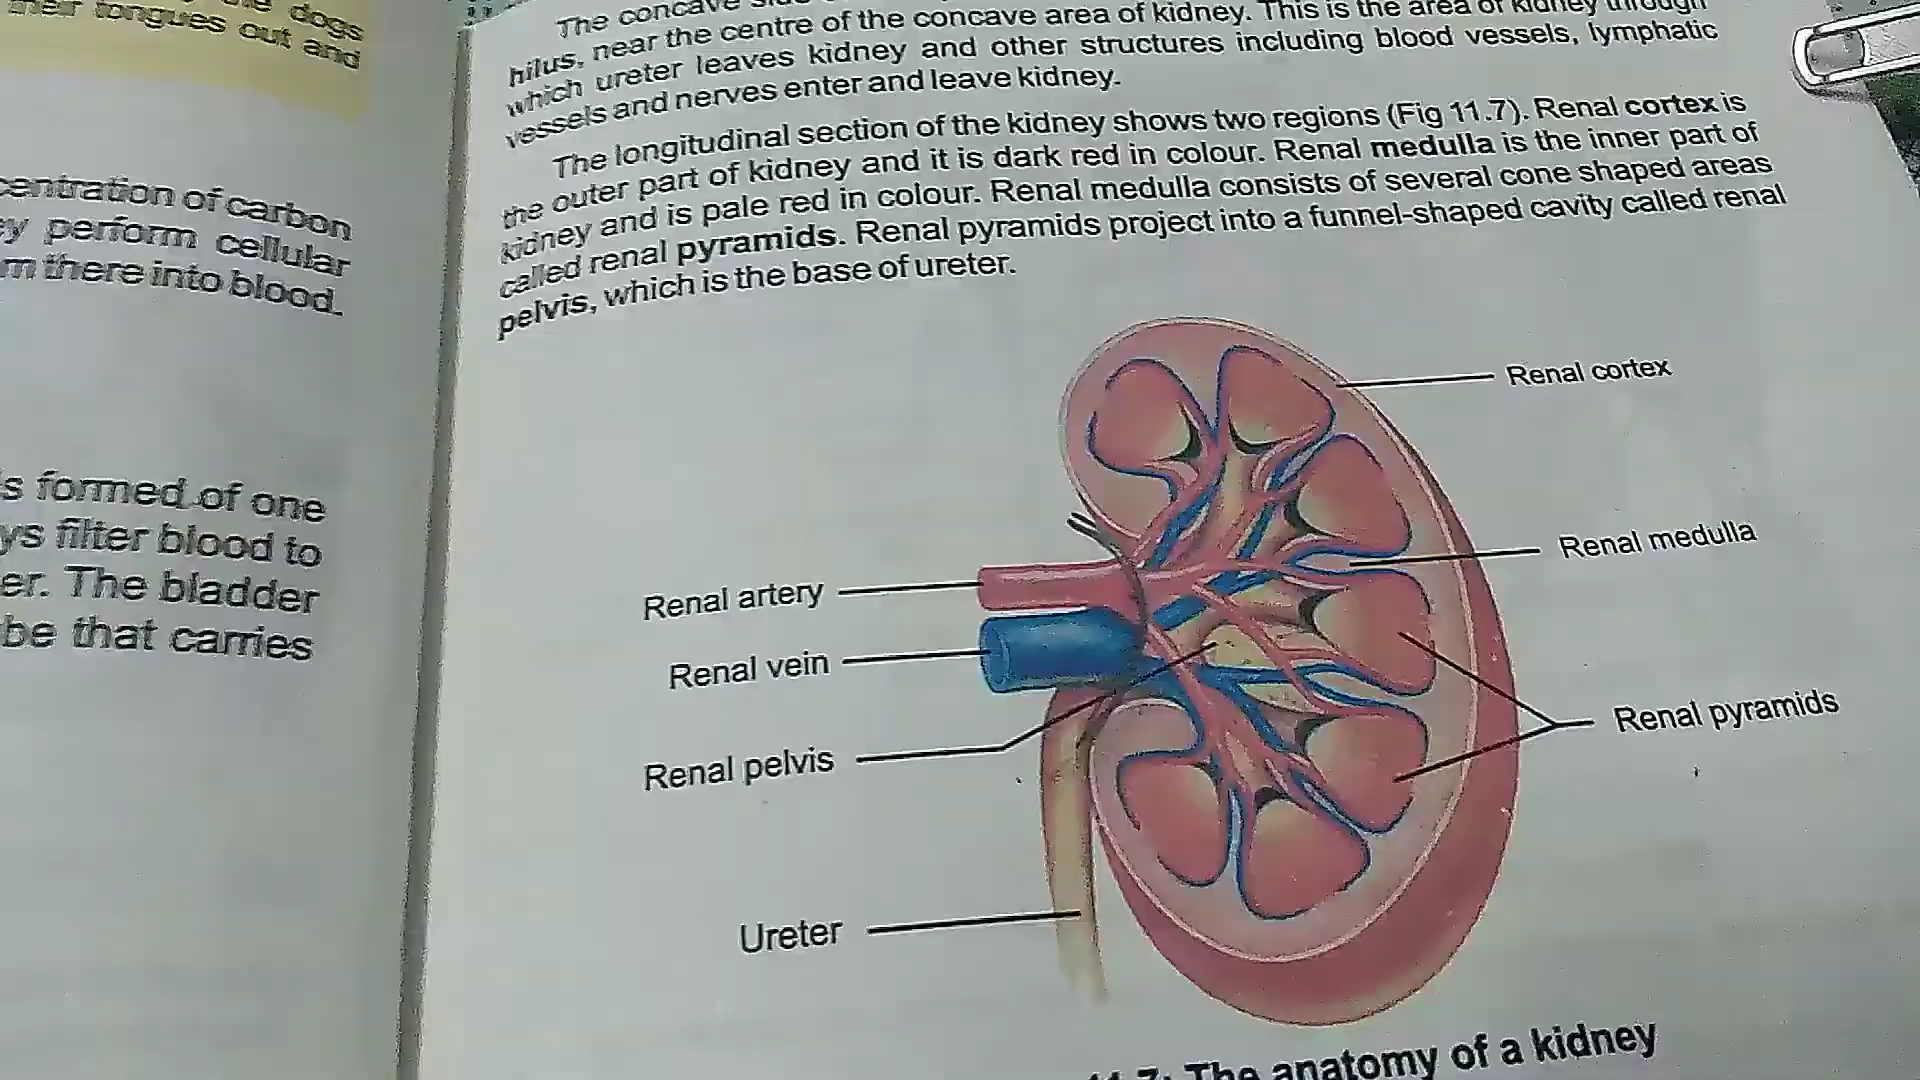 dogs
their tongues out and
centration of carbon
ey perform cellular
m there into blood.
s formed of one
ys filter blood to
er. The bladder
be that carries
The concave
hilus, near the centre of the concave area of kidney. This is the area of kidney through
which ureter leaves kidney and other structures including blood vessels, lymphatic
vessels and nerves enter and leave kidney.
The longitudinal section of the kidney shows two regions (Fig 11.7). Renal cortex is
the outer part of kidney and it is dark red in colour. Renal medulla is the inner part of
kidney and is pale red in colour. Renal medulla consists of several cone shaped areas
called renal pyramids. Renal pyramids project into a funnel-shaped cavity called renal
pelvis, which is the base of ureter.
Renal cortex
Renal medulla
Renal artery
Renal vein
Renal pyramids
Renal pelvis
Ureter
11.7: The anatomy of a kidney